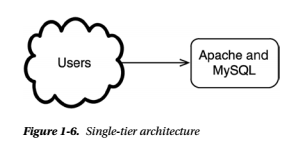 Users
Apache and
MySQL
Figure 1-6. Single-tier architecture